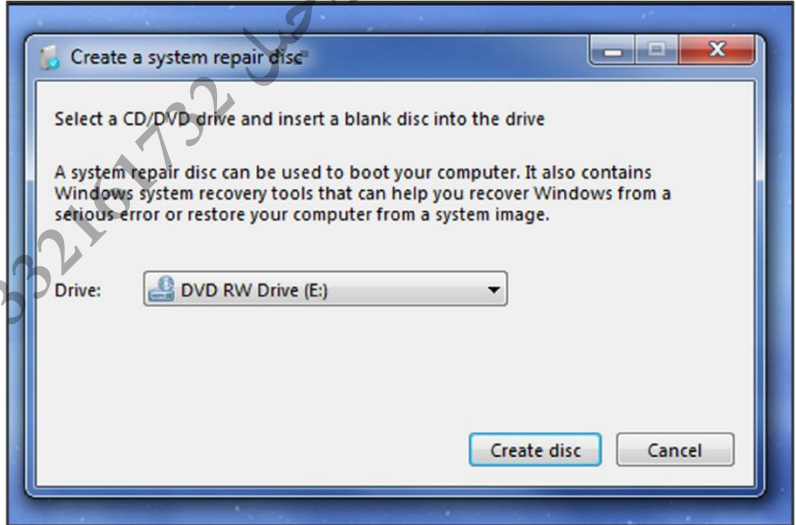 Create a system repair disc
Select a CD/DVD drive and insert a blank disc into the drive
A system repair disc can be used to boot your computer. It also contains
Windows system recovery tools that can help you recover Windows from a
serious error or restore your computer from a system image.
Drive: DVD RW Drive (E:)
Create disc Cancel